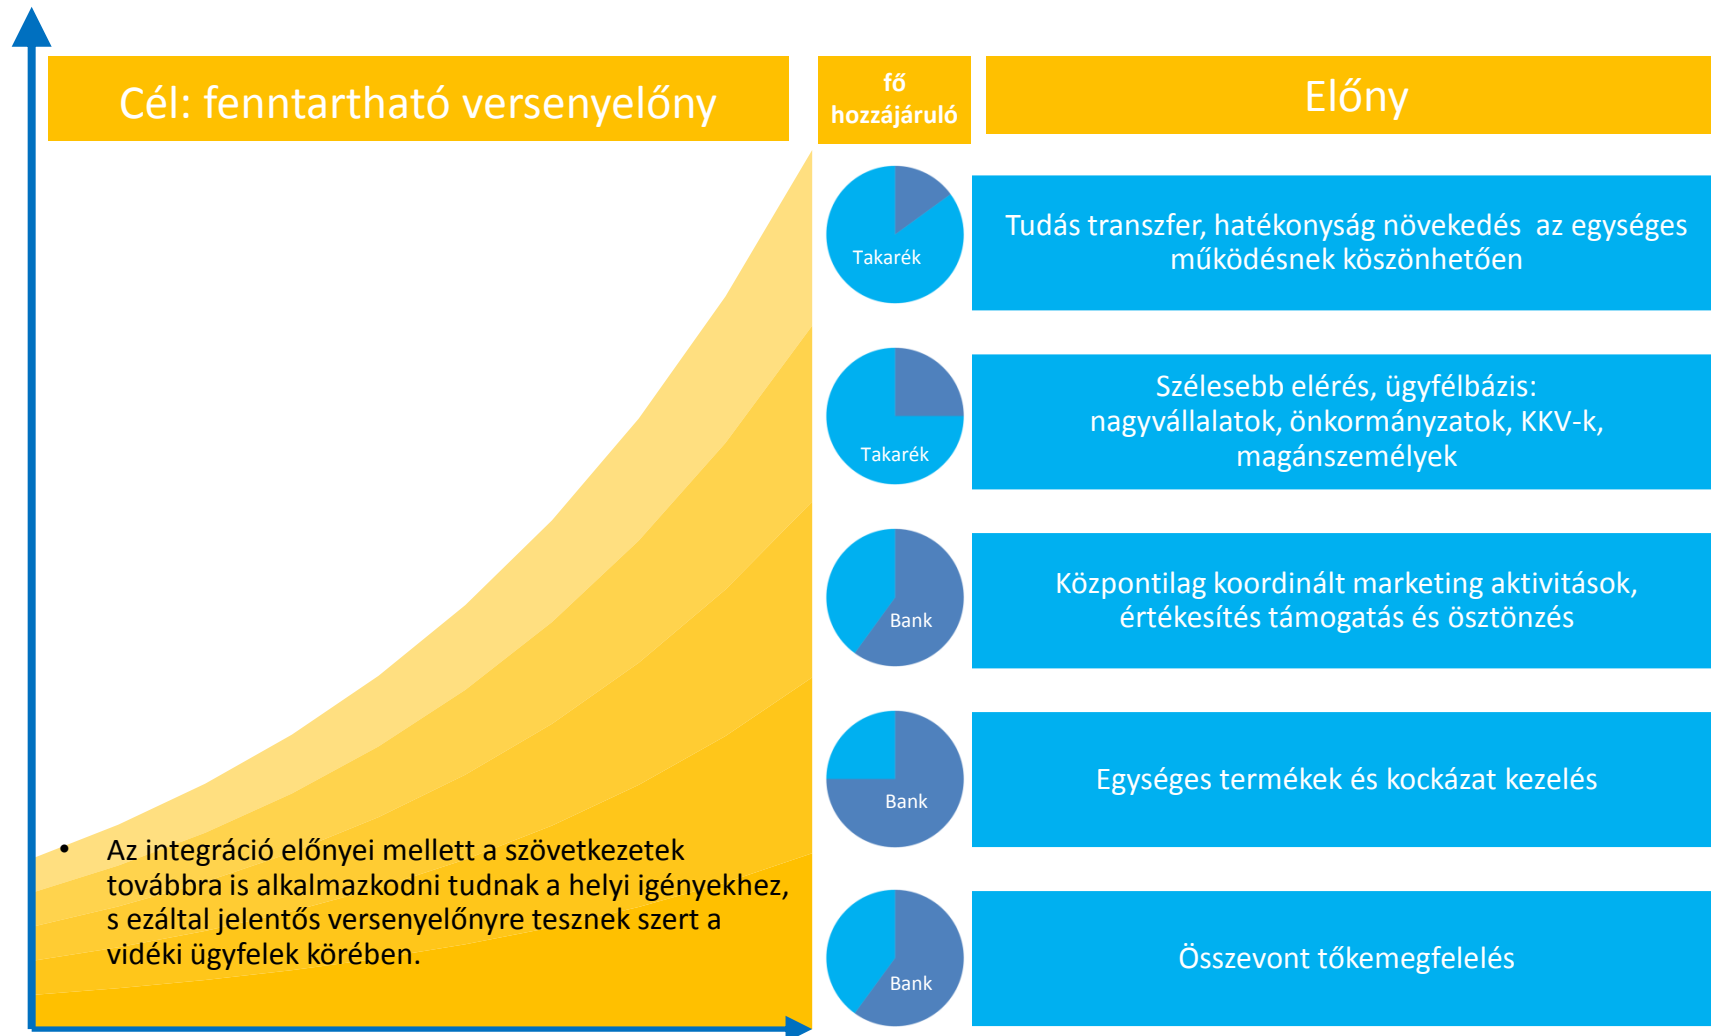 Cél: fenntartható versenyelőny
fő
hozzájáruló
Előny
Takarék
Tudás transzfer, hatékonyság növekedés az egységes
működésnek köszönhetően
Takarék
Szélesebb elérés, ügyfélbázis:
nagyvállalatok, önkormányzatok, KKV-k,
magánszemélyek
Bank
Központilag koordinált marketing aktivitások,
értékesítés támogatás és ösztönzés
Bank
Egységes termékek és kockázat kezelés
Bank
Összevont tőkemegfelelés
• Az integráció előnyei mellett a szövetkezetek
továbbra is alkalmazkodni tudnak a helyi igényekhez,
s ezáltal jelentős versenyelőnyre tesznek szert a
vidéki ügyfelek körében.